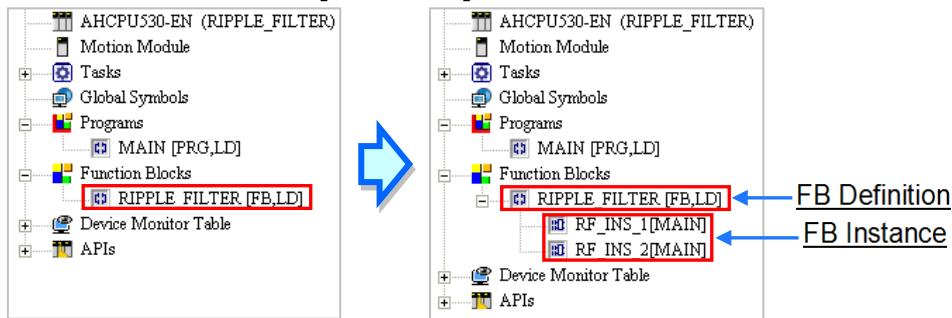 AHCPU530-EN (RIPPLE_FILTER)
Motion Module
Tasks
Global Symbols
Programs
MAIN [PRG,LD]
Function Blocks
RIPPLE_FILTER [FB,LD]
Device Monitor Table
APIs
AHCPU530-EN (RIPPLE_FILTER)
Motion Module
Tasks
Global Symbols
Programs
MAIN [PRG,LD]
Function Blocks
RIPPLE_FILTER [FB,LD]
RF_INS_1[MAIN]
RF_INS_2[MAIN]
Device Monitor Table
APIs
FB Definition
FB Instance